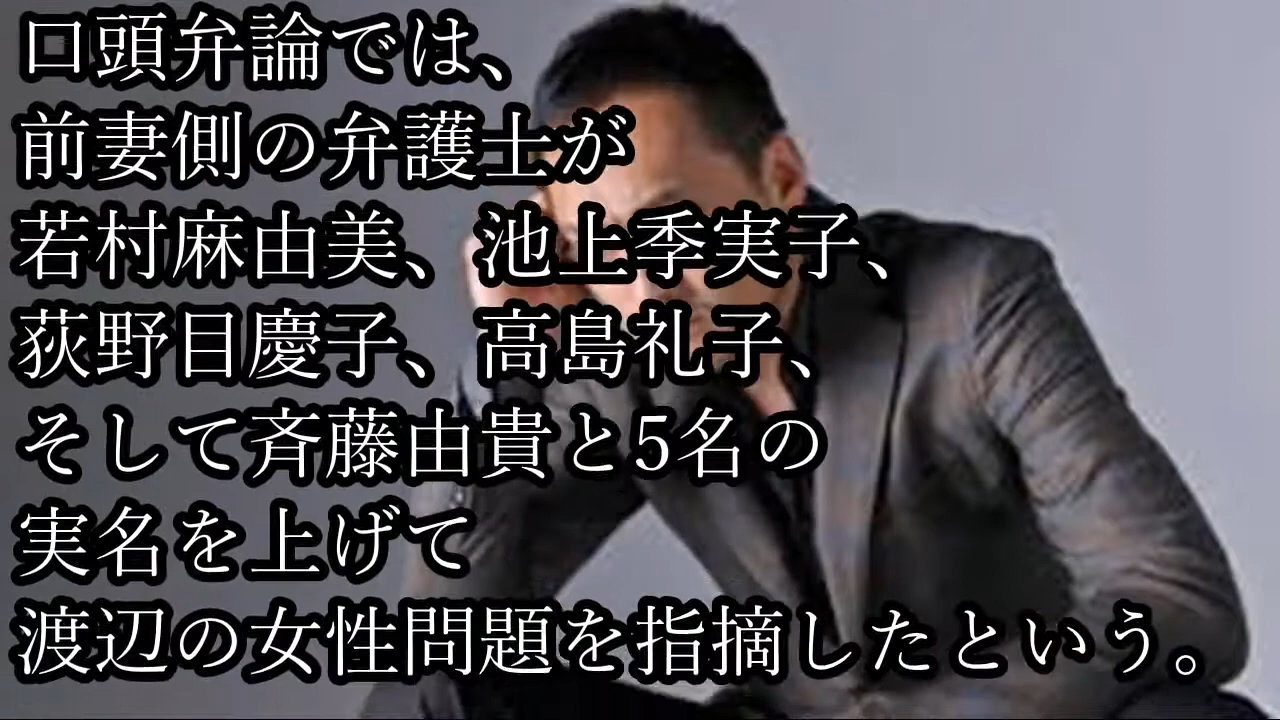 口頭弁論では、
前妻側の弁護士が
若村麻由美、池上季実子、
荻野目慶子、高島礼子、
そして斉藤由貴と5名の
実名を上げて
渡辺の女性問題を指摘したという。